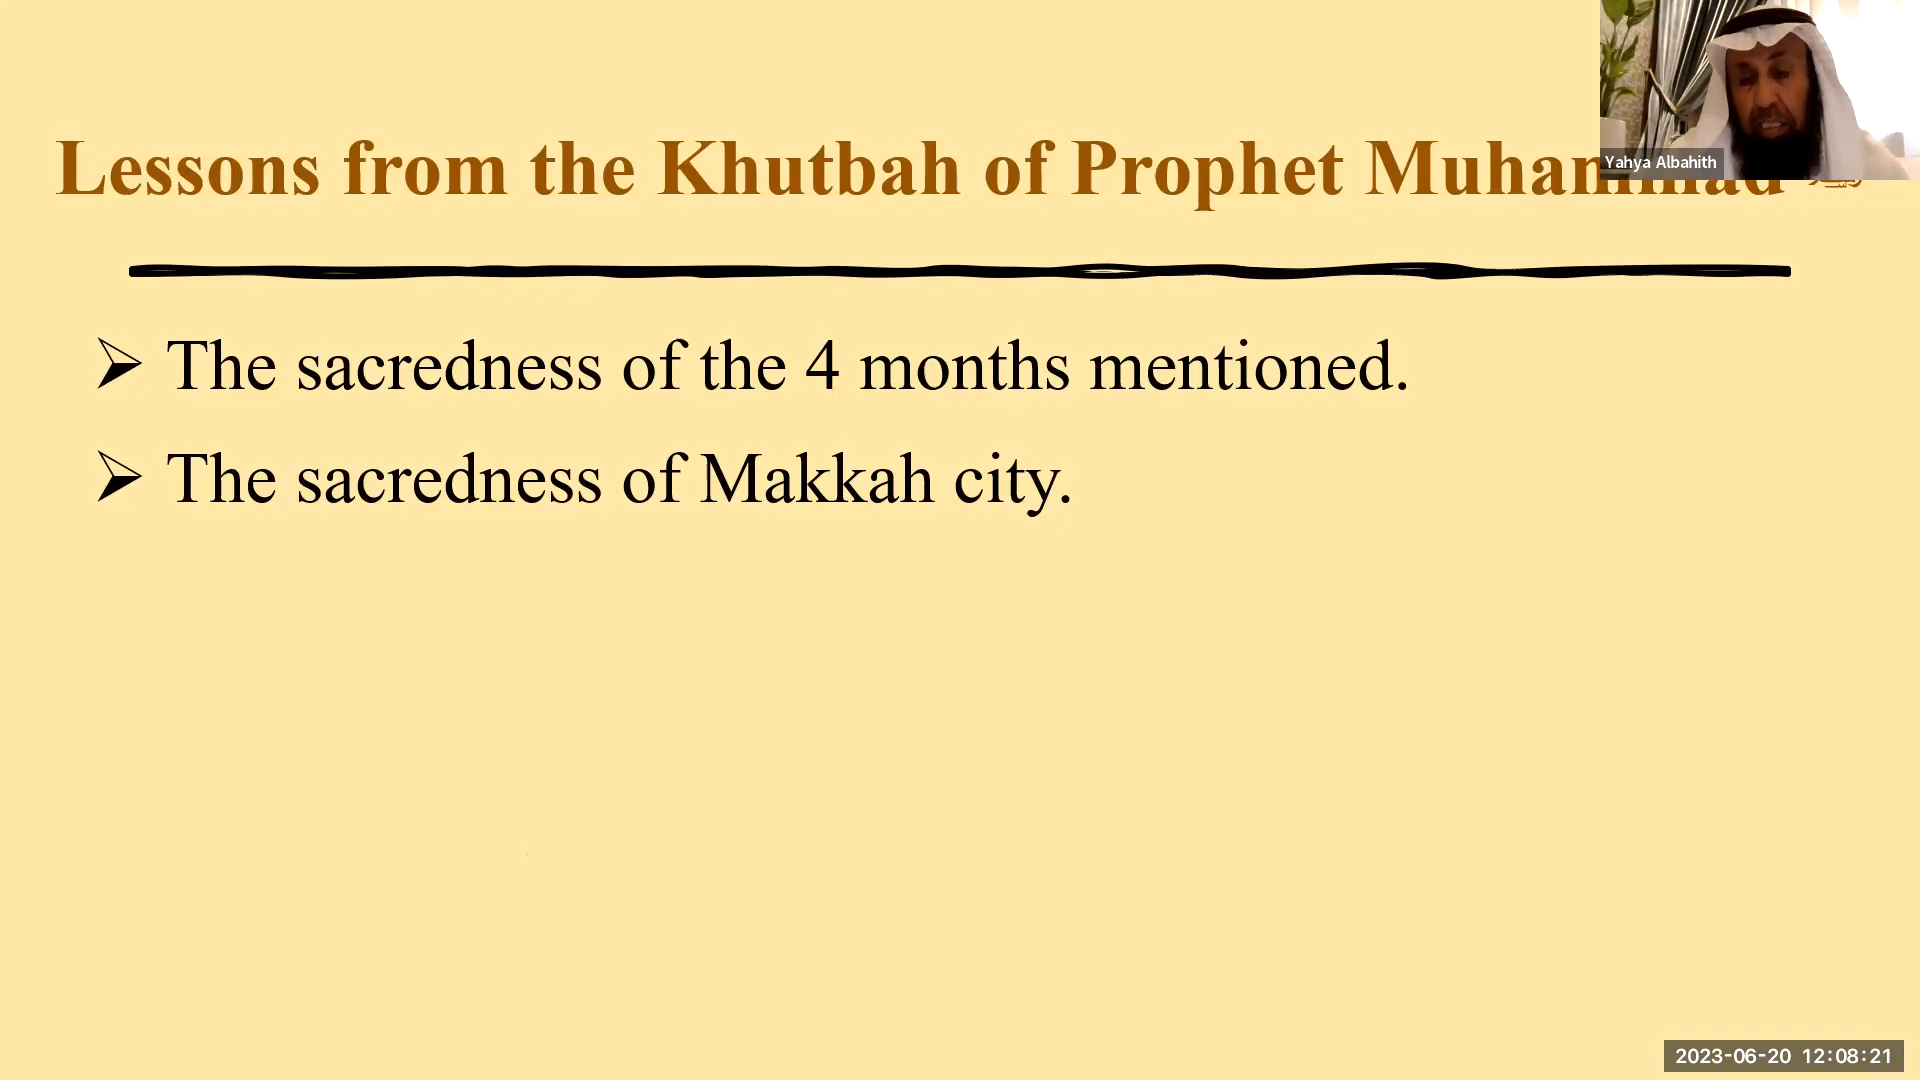 Lessons from the Khutbah of Prophet Muhammad
Yahya Albahith
The sacredness of the 4 months mentioned.
The sacredness of Makkah city.
2023-06-20 12:08:21